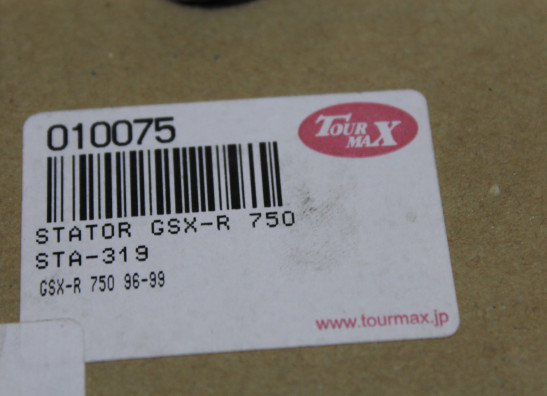 010075
TOUR
MAX
STATOR GSX-R 750
STA-319
GSX-R 750 96-99
www.tourmax.jp